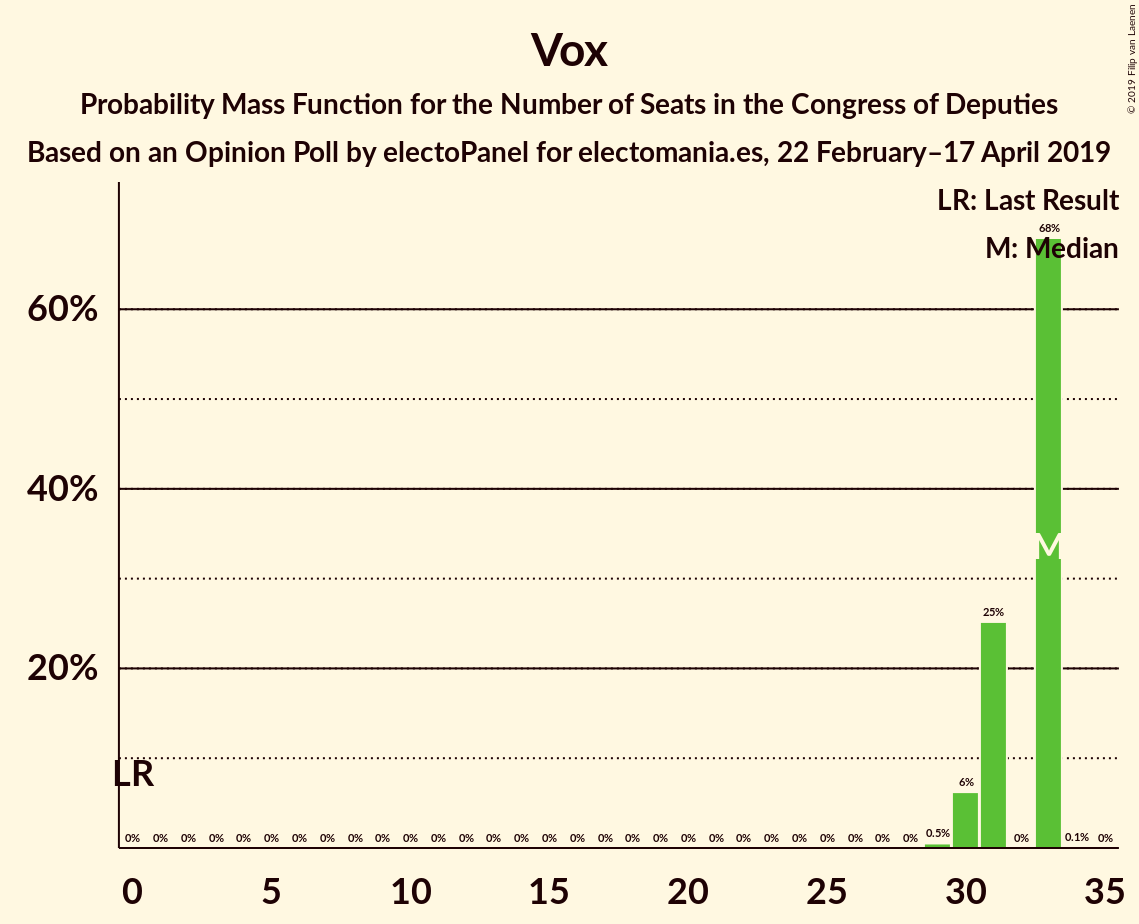 Vox
Probability Mass Function for the Number of Seats in the Congress of Deputies
Based on an Opinion Poll by electoPanel for electomania.es, 22 February–17 April 2019
© 2019 Filip van Laenen
LR: Last Result
M: Median
68%
60%
40%
M
25%
20%
LR
6%
0% 0% 0% 0% 0% 0% 0% 0% 0% 0% 0% 0% 0% 0% 0% 0% 0% 0% 0% 0% 0% 0% 0% 0% 0% 0% 0% 0% 0% 0.5% 0% 0.1% 0%
0 5 10 15 20 25 30 35